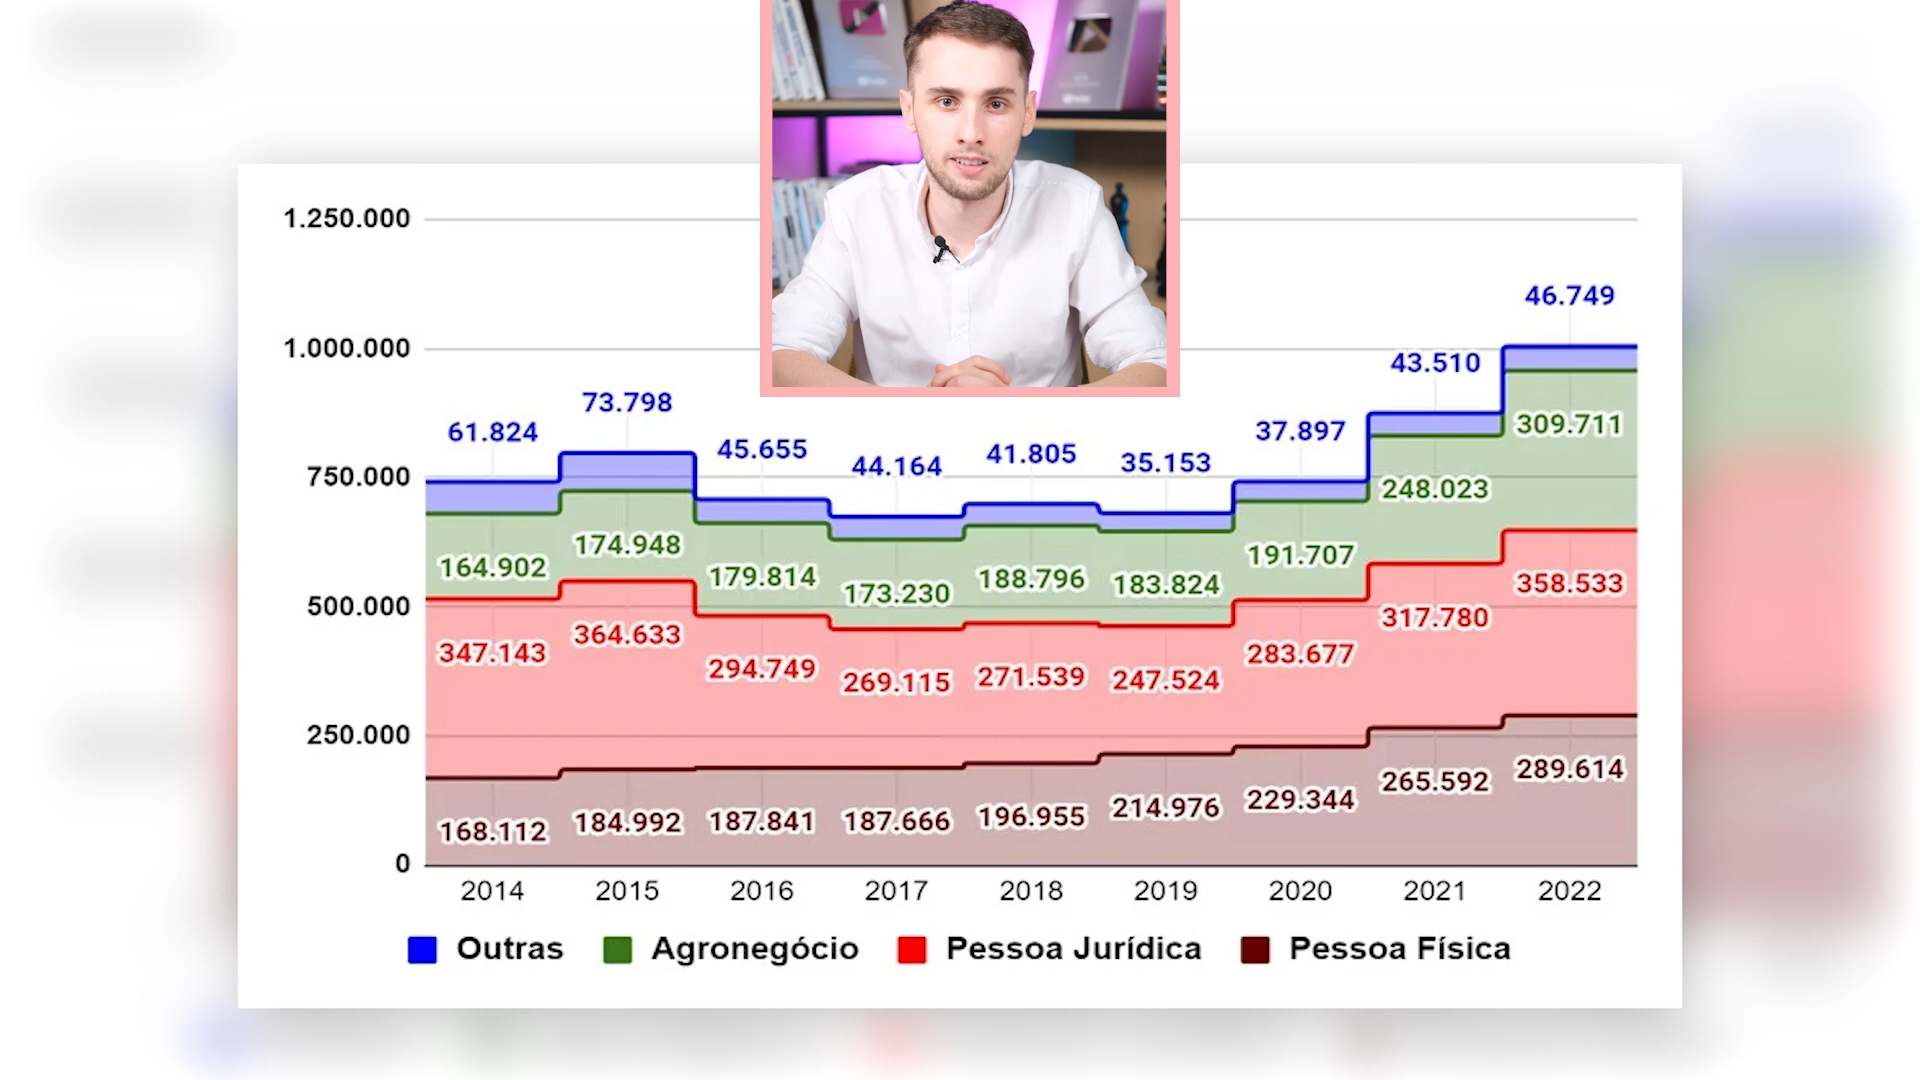 1.250.000
1.000.000
750.000
500.000
250.000
0
61.824 73.798 45.655 44.164 41.805 35.153 37.897 43.510 46.749
164.902 174.948 179.814 173.230 188.796 183.824 191.707 248.023 309.711
347.143 364.633 294.749 269.115 271.539 247.524 283.677 317.780 358.533
168.112 184.992 187.841 187.666 196.955 214.976 229.344 265.592 289.614
2014 2015 2016 2017 2018 2019 2020 2021 2022
Outras Agronegócio Pessoa Jurídica Pessoa Física